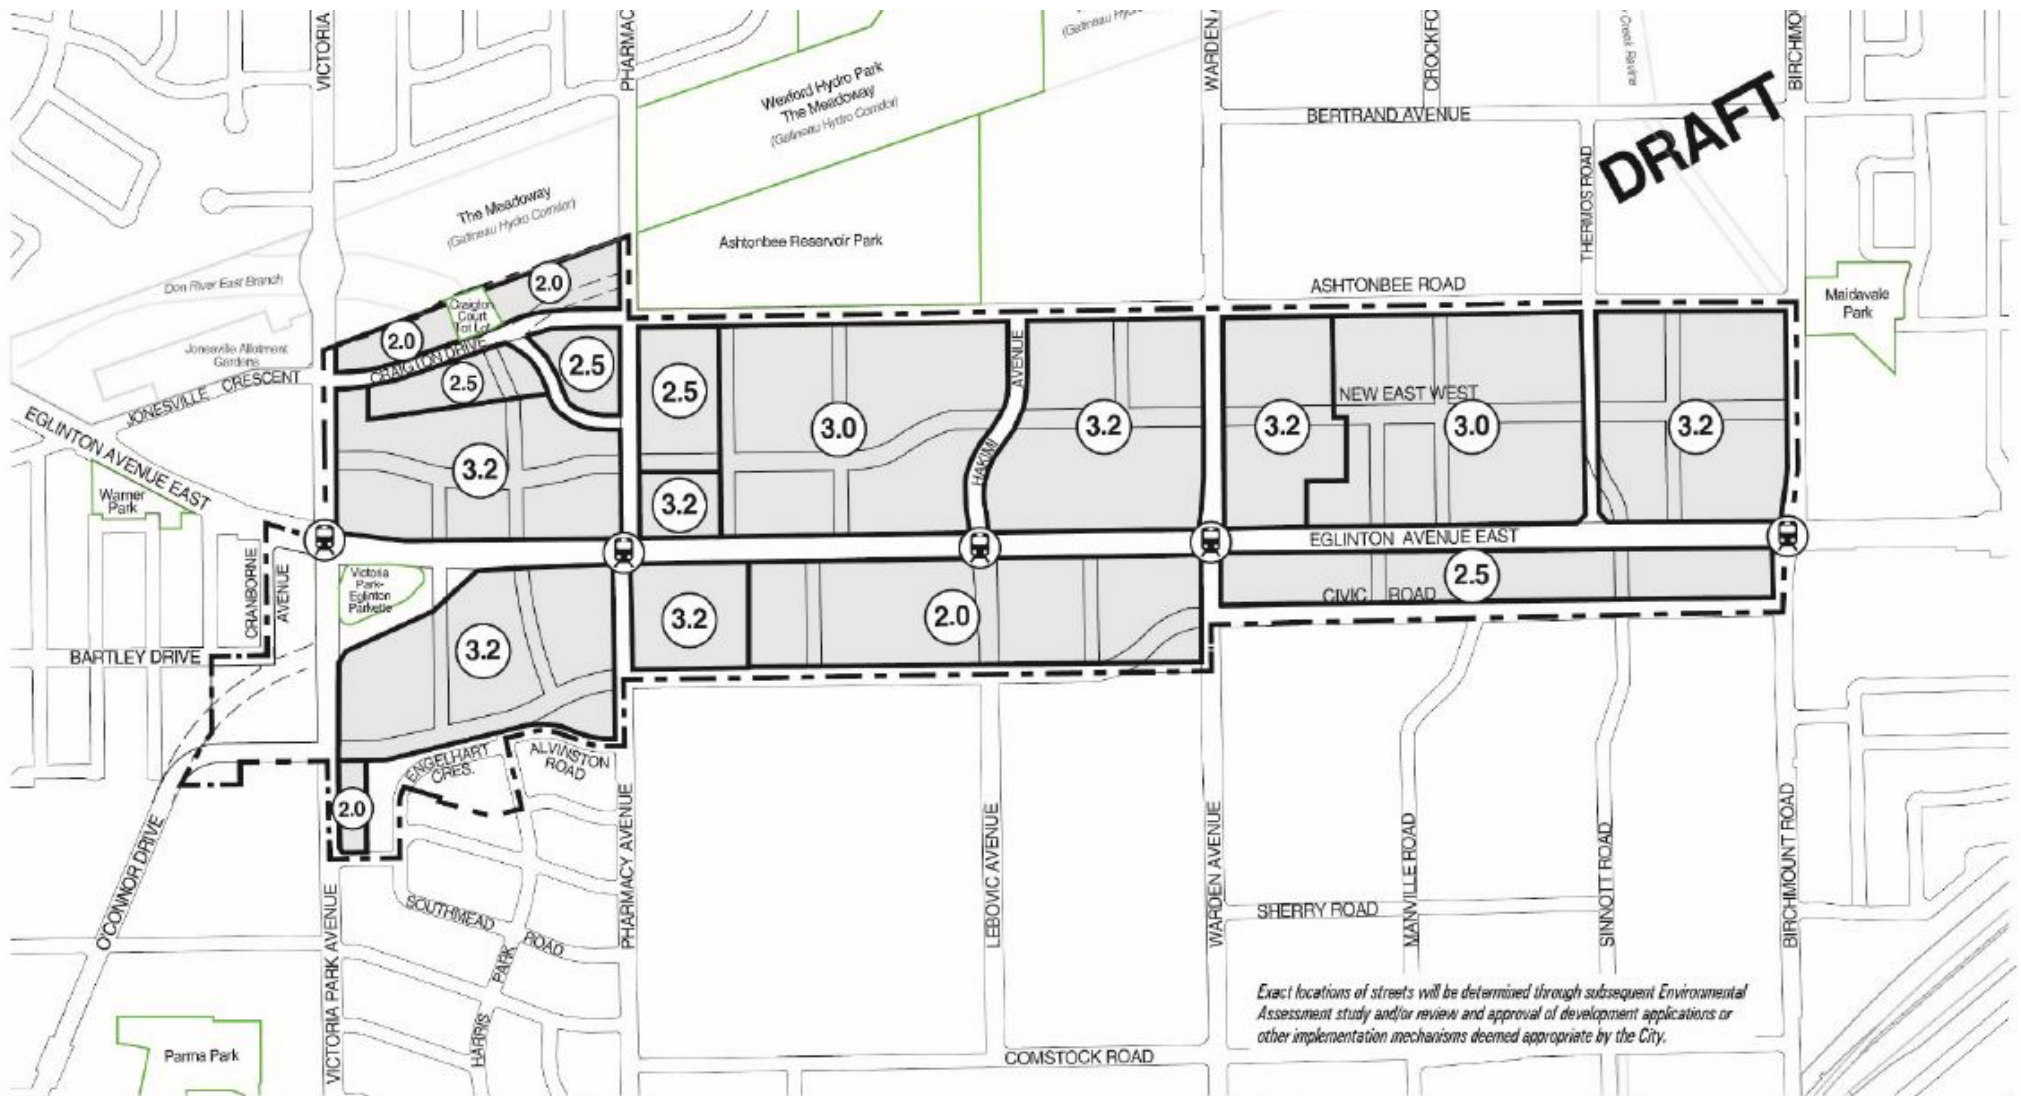 VICTORIA
PHARMAC
WARDEN
CROCKFO
Creek Ravine
BIRCHMO
Wexford Hydro Park
The Meadoway
(Gatineau Hydro Corridor)
BERTRAND AVENUE
DRAFT
THERMOS ROAD
The Meadoway
(Gatineau Hydro Corridor)
Ashtonbee Reservoir Park
Don River East Branch
ASHTONBEE ROAD
Maidavale
Park
2.0
Craigton
Court
Tot Lot
2.0
CRAIGTON DRIVE
Jonesville Allotment
Gardens
JONESVILLE CRESCENT
2.5
2.5
2.5
3.0
HAKIMI
AVENUE
3.2
3.2
NEW EAST WEST
3.0
3.2
EGLINTON AVENUE EAST
3.2
3.2
Warner
Park
EGLINTON AVENUE EAST
CRANBORNE
AVENUE
Victoria
Park-
Eglinton
Parkette
2.5
CIVIC ROAD
3.2
2.0
3.2
BARTLEY DRIVE
ENGELHART
CRES.
ALVINSTON
ROAD
2.0
O'CONNOR DRIVE
VICTORIA PARK AVENUE
PHARMACY AVENUE
LEBOVIC AVENUE
WARDEN AVENUE
MANVILLE ROAD
SINNOTT ROAD
BIRCHMOUNT ROAD
SHERRY ROAD
SOUTHMEAD
ROAD
HARRIS
PARK
Exact locations of streets will be determined through subsequent Environmental
Assessment study and/or review and approval of development applications or
other implementation mechanisms deemed appropriate by the City.
Parma Park
COMSTOCK ROAD